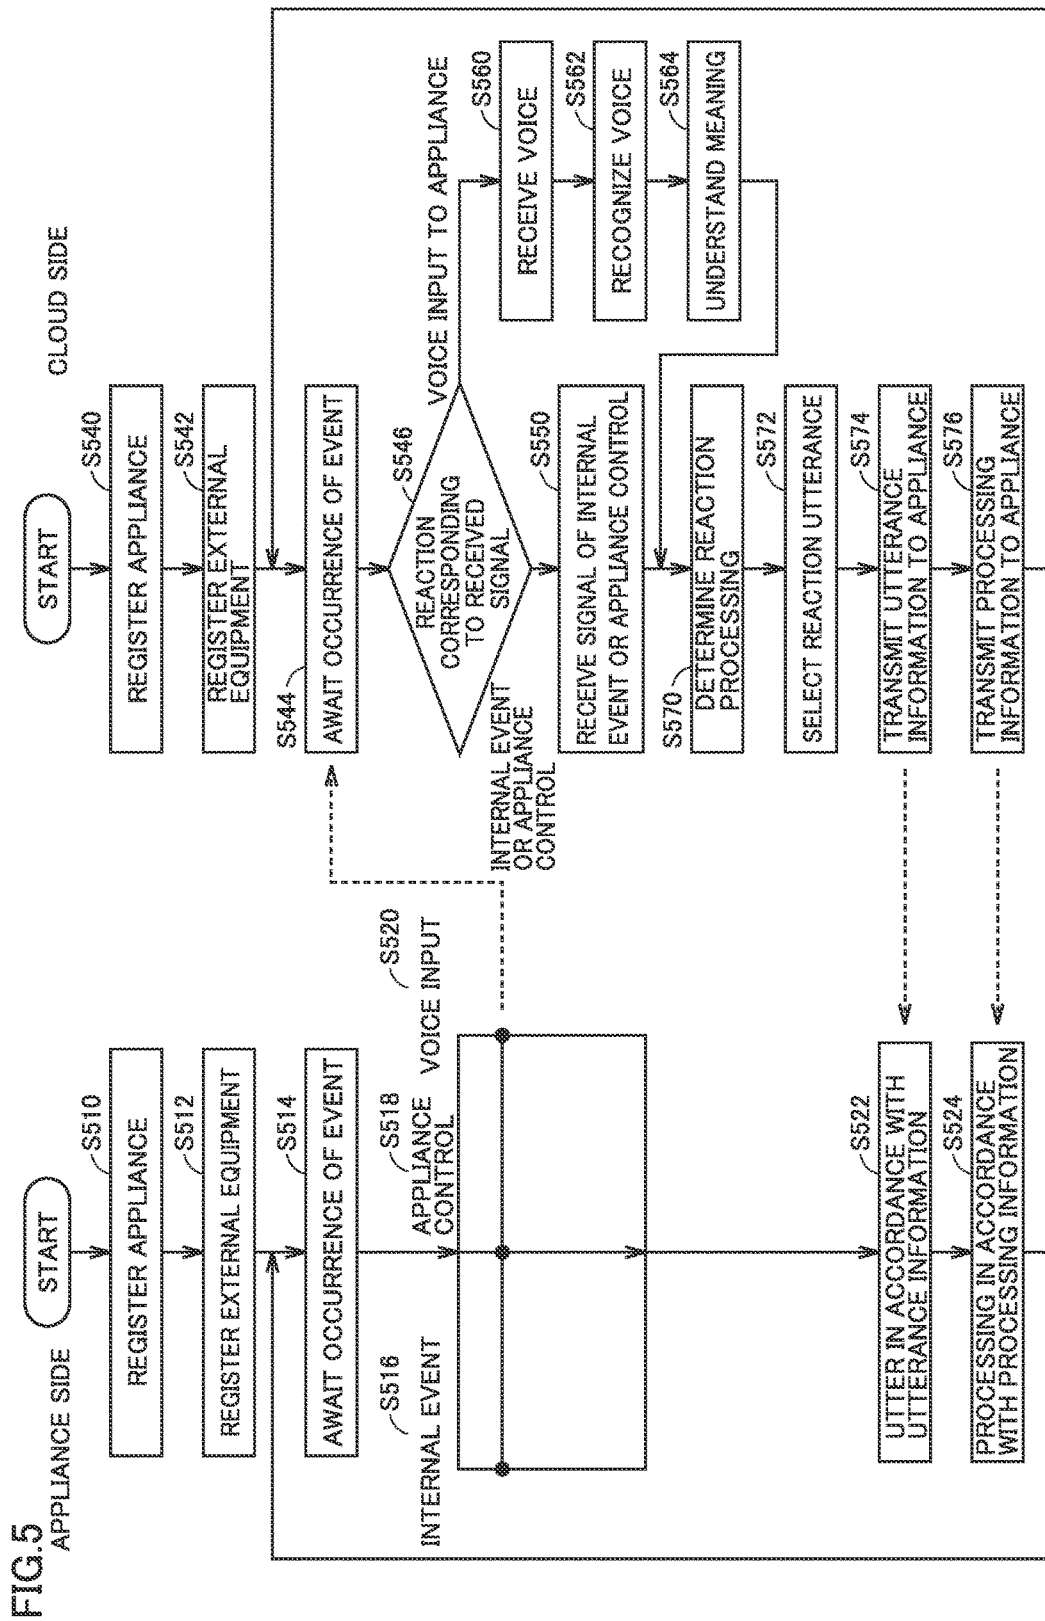 FIG.5
APPLIANCE SIDE
START
S510
REGISTER APPLIANCE
S512
REGISTER EXTERNAL EQUIPMENT
S514
AWAIT OCCURRENCE OF EVENT
S516
INTERNAL EVENT
S518
APPLIANCE
CONTROL
S520
VOICE INPUT
S522
UTTER IN ACCORDANCE WITH
UTTERANCE INFORMATION
S524
PROCESSING IN ACCORDANCE
WITH PROCESSING INFORMATION
CLOUD SIDE
START
S540
REGISTER APPLIANCE
S542
REGISTER EXTERNAL
EQUIPMENT
S544
AWAIT OCCURRENCE OF EVENT
S546
REACTION
CORRESPONDING
TO RECEIVED
SIGNAL
INTERNAL EVENT
OR APPLIANCE
CONTROL
VOICE INPUT TO APPLIANCE
S550
RECEIVE SIGNAL OF INTERNAL
EVENT OR APPLIANCE CONTROL
S560
RECEIVE VOICE
S562
RECOGNIZE VOICE
S564
UNDERSTAND MEANING
S570
DETERMINE REACTION
PROCESSING
S572
SELECT REACTION UTTERANCE
S574
TRANSMIT UTTERANCE
INFORMATION TO APPLIANCE
S576
TRANSMIT PROCESSING
INFORMATION TO APPLIANCE